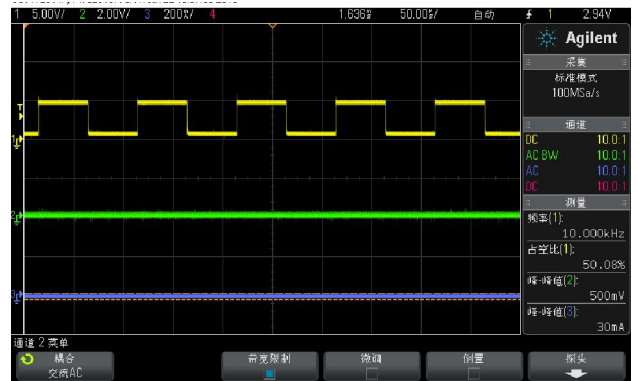 1 5.00V/ 2 2.00V/ 3 200%/ 4 1.636s 50.00s/ 自动 1 2.94V
Agilent
采集
标准模式
100MSa/s
T
通道
DC 10.0:1
AC BW 10.0:1
AC 10.0:1
DC 10.0:1
测量
频率(1):
10.000kHz
占空比(1):
50.08%
峰-峰值(2):
500mV
峰-峰值(3):
30mA
通道 2 菜单
耦合 带宽限制 微调 倒置 探头
交流AC